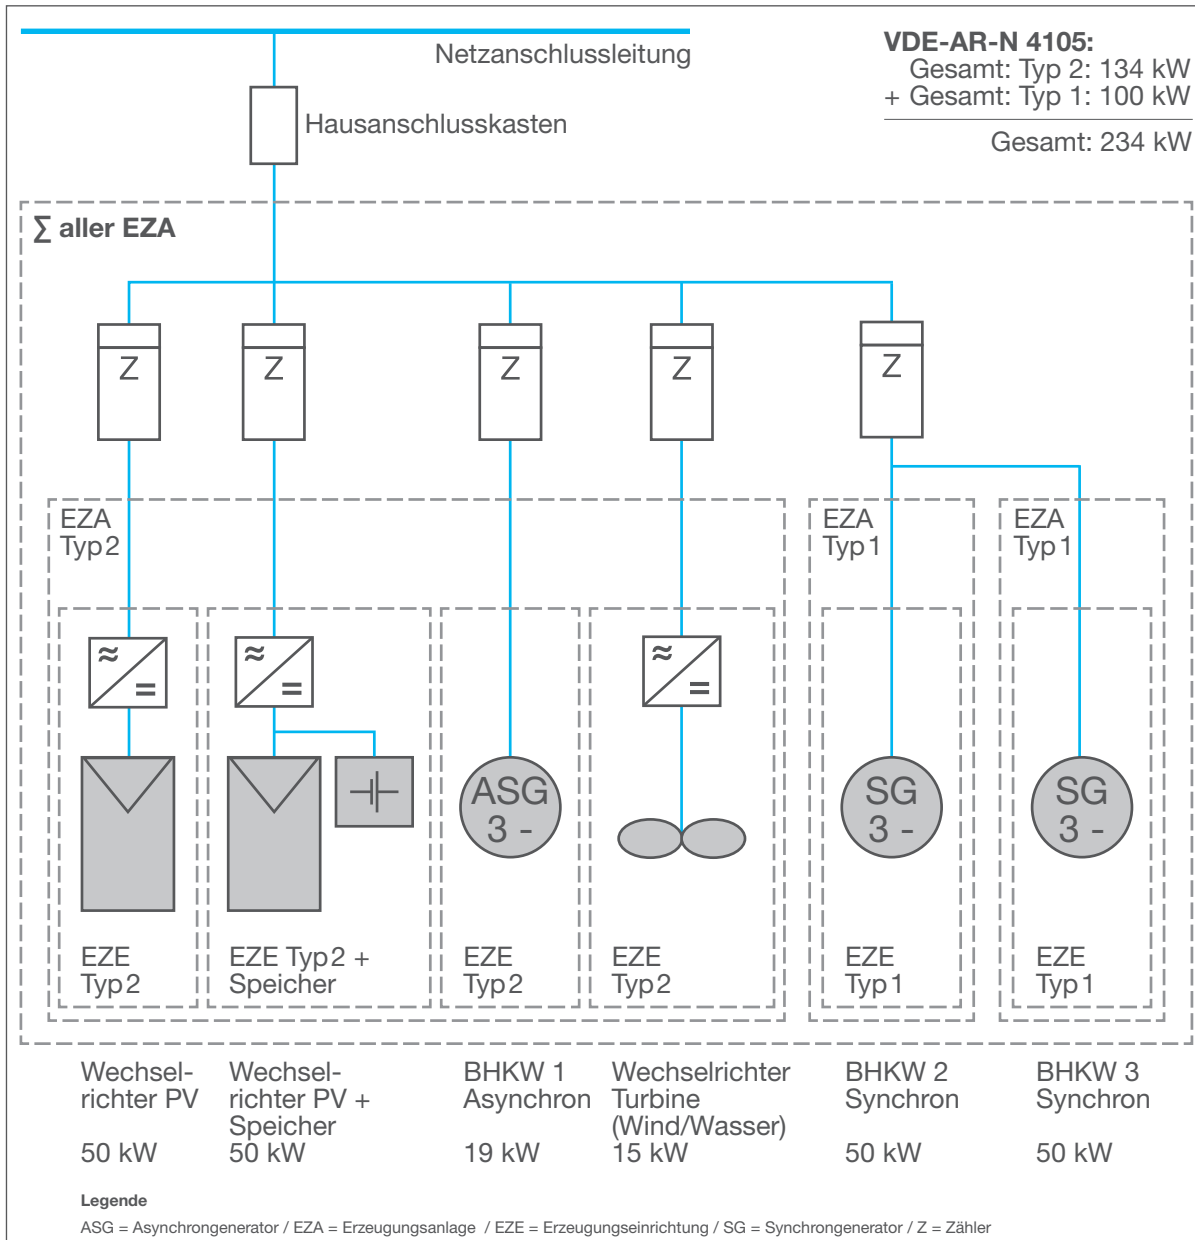 Netzanschlussleitung
VDE-AR-N 4105:
Gesamt: Typ 2: 134 kW
+ Gesamt: Typ 1: 100 kW
Gesamt: 234 kW
Hausanschlusskasten
∑ aller EZA
Z
Z
Z
Z
Z
EZA
Typ 2
EZA
Typ 1
EZA
Typ 1
≈
=
≈
=
≈
=
ASG
3 -
SG
3 -
SG
3 -
EZE
Typ 2
EZE Typ 2 +
Speicher
EZE
Typ 2
EZE
Typ 2
EZE
Typ 1
EZE
Typ 1
Wechsel-
richter PV
50 kW
Wechsel-
richter PV +
Speicher
50 kW
BHKW 1
Asynchron
19 kW
Wechselrichter
Turbine
(Wind/Wasser)
15 kW
BHKW 2
Synchron
50 kW
BHKW 3
Synchron
50 kW
Legende
ASG = Asynchrongenerator / EZA = Erzeugungsanlage / EZE = Erzeugungseinrichtung / SG = Synchrongenerator / Z = Zähler